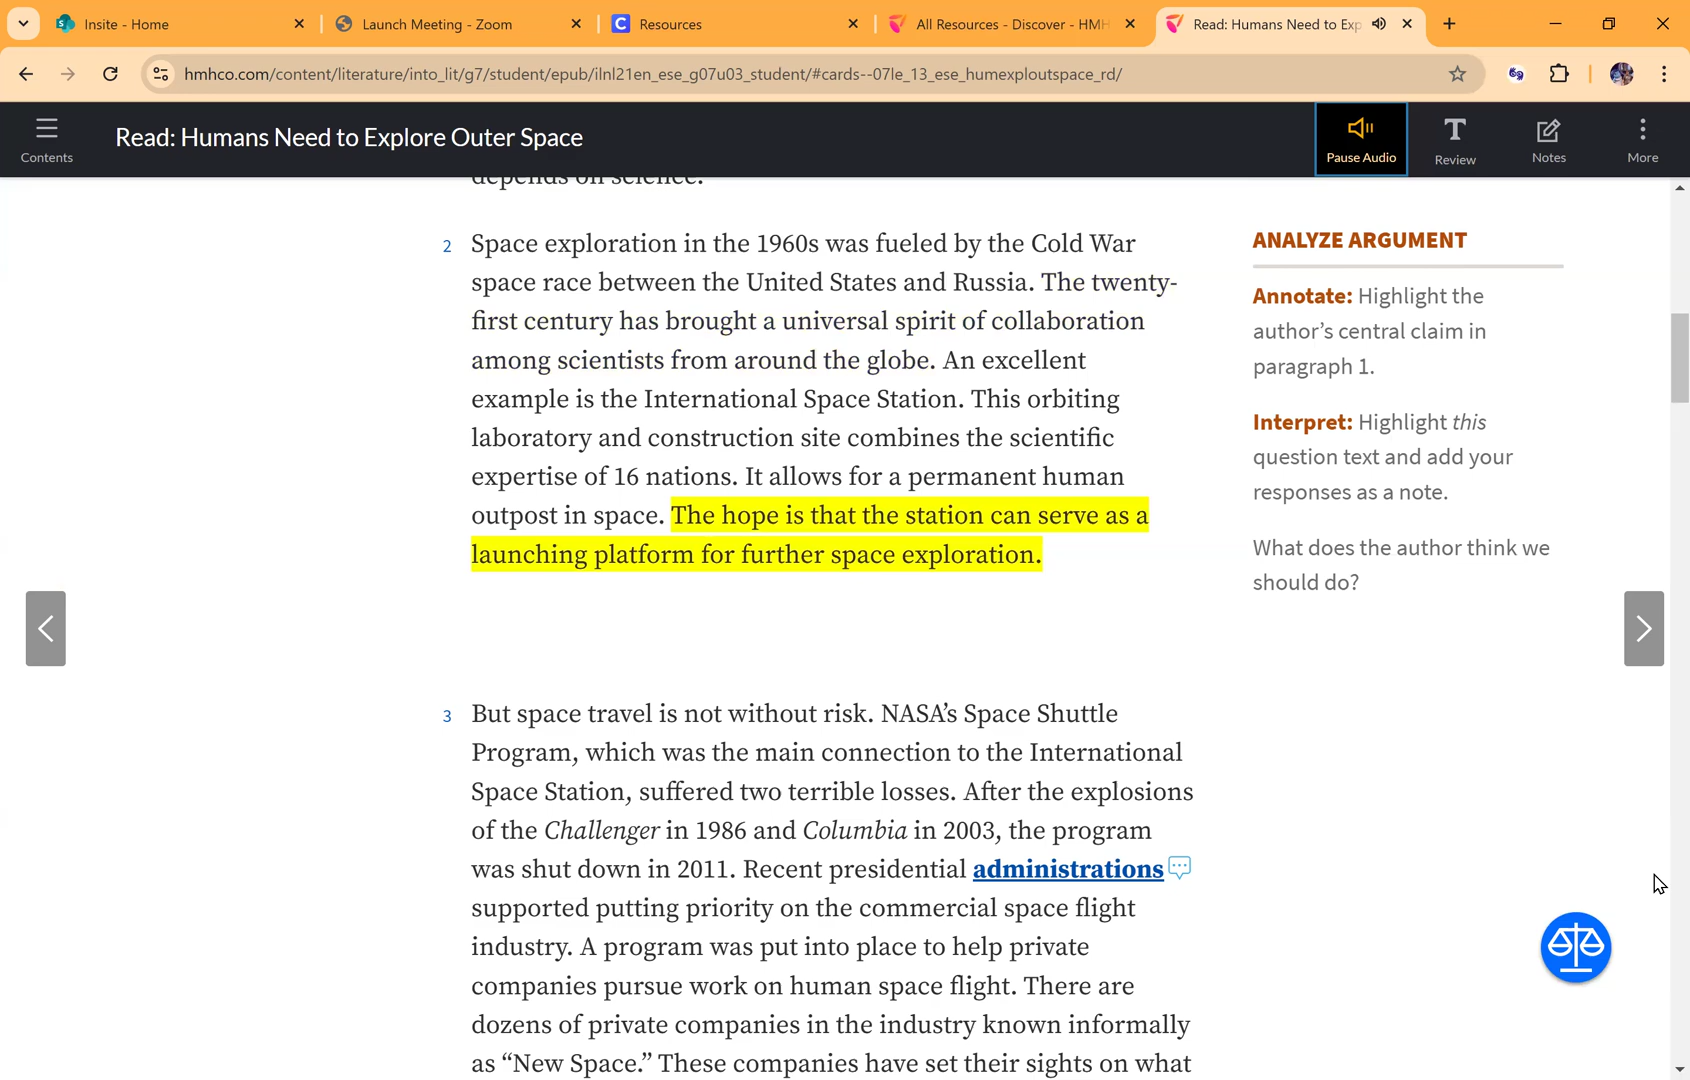 Insite - Home
Launch Meeting - Zoom
Resources
All Resources - Discover - HMH
Read: Humans Need to Exp
hmhco.com/content/literature/into_lit/g7/student/epub/ilnl21en_ese_g07u03_student/#cards--07le_13_ese_humexploutspace_rd/
Contents
Read: Humans Need to Explore Outer Space
Pause Audio
Review
Notes
More
depends on science.
2 Space exploration in the 1960s was fueled by the Cold War
space race between the United States and Russia. The twenty-
first century has brought a universal spirit of collaboration
among scientists from around the globe. An excellent
example is the International Space Station. This orbiting
laboratory and construction site combines the scientific
expertise of 16 nations. It allows for a permanent human
outpost in space. The hope is that the station can serve as a
launching platform for further space exploration.
ANALYZE ARGUMENT
Annotate: Highlight the
author’s central claim in
paragraph 1.
Interpret: Highlight this
question text and add your
responses as a note.
What does the author think we
should do?
3 But space travel is not without risk. NASA’s Space Shuttle
Program, which was the main connection to the International
Space Station, suffered two terrible losses. After the explosions
of the Challenger in 1986 and Columbia in 2003, the program
was shut down in 2011. Recent presidential administrations
supported putting priority on the commercial space flight
industry. A program was put into place to help private
companies pursue work on human space flight. There are
dozens of private companies in the industry known informally
as “New Space.” These companies have set their sights on what